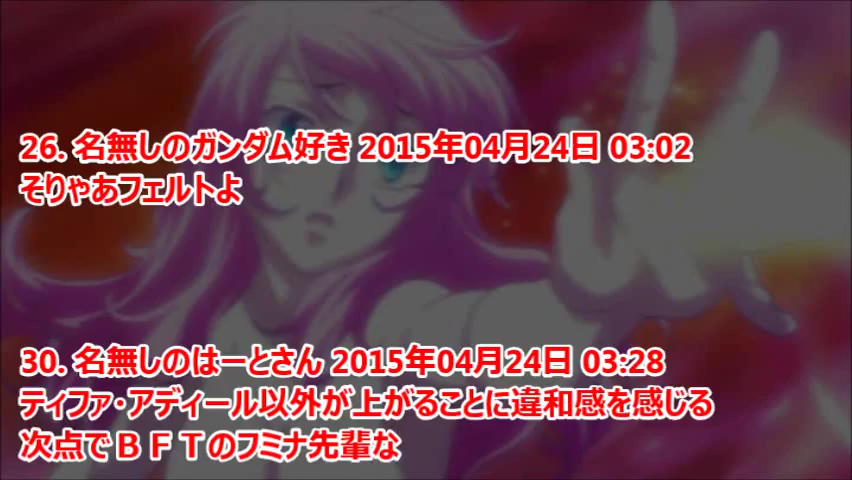 26. 名無しのガンダム好き 2015年04月24日 03:02
そりゃあフェルトよ
30. 名無しのはーとさん 2015年04月24日 03:28
ティファ・アディール以外が上がることに違和感を感じる
次点でＢＦＴのフミナ先輩な